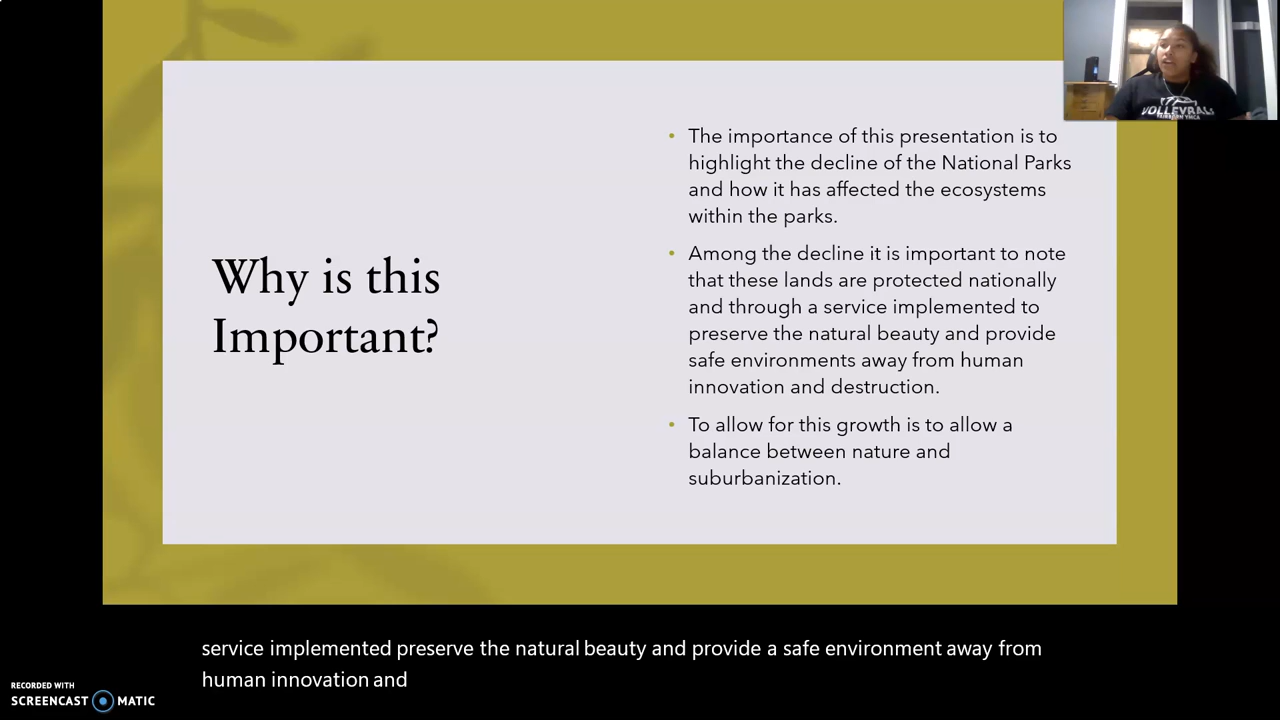 Why is this
Important?
• The importance of this presentation is to
highlight the decline of the National Parks
and how it has affected the ecosystems
within the parks.
• Among the decline it is important to note
that these lands are protected nationally
and through a service implemented to
preserve the natural beauty and provide
safe environments away from human
innovation and destruction.
• To allow for this growth is to allow a
balance between nature and
suburbanization.
VOLLEYBALL
service implemented preserve the natural beauty and provide a safe environment away from
human innovation and
RECORDED WITH
SCREENCAST MATIC